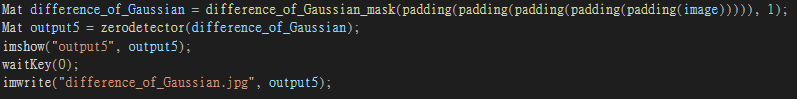 Mat difference_of_Gaussian = difference_of_Gaussian_mask(padding(padding(padding(padding(padding(image))))), 1);
Mat output5 = zerodetector(difference_of_Gaussian);
imshow("output5", output5);
waitKey(0);
imwrite("difference_of_Gaussian.jpg", output5);